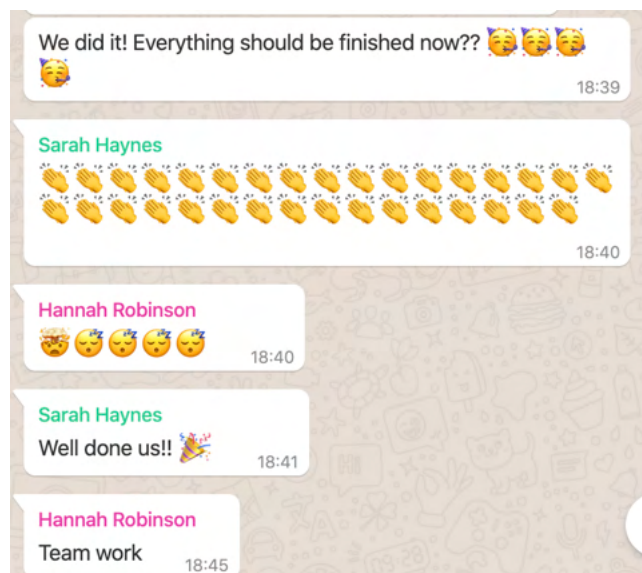 We did it! Everything should be finished now?? 🥳🥳🥳
🥳
18:39
Sarah Haynes
👏👏👏👏👏👏👏👏👏👏👏👏👏👏👏👏👏
👏👏👏👏👏👏👏👏👏👏👏👏👏👏👏👏
18:40
Hannah Robinson
🤯😴😴😴😴
18:40
Sarah Haynes
Well done us!! 🎉
18:41
Hannah Robinson
Team work
18:45